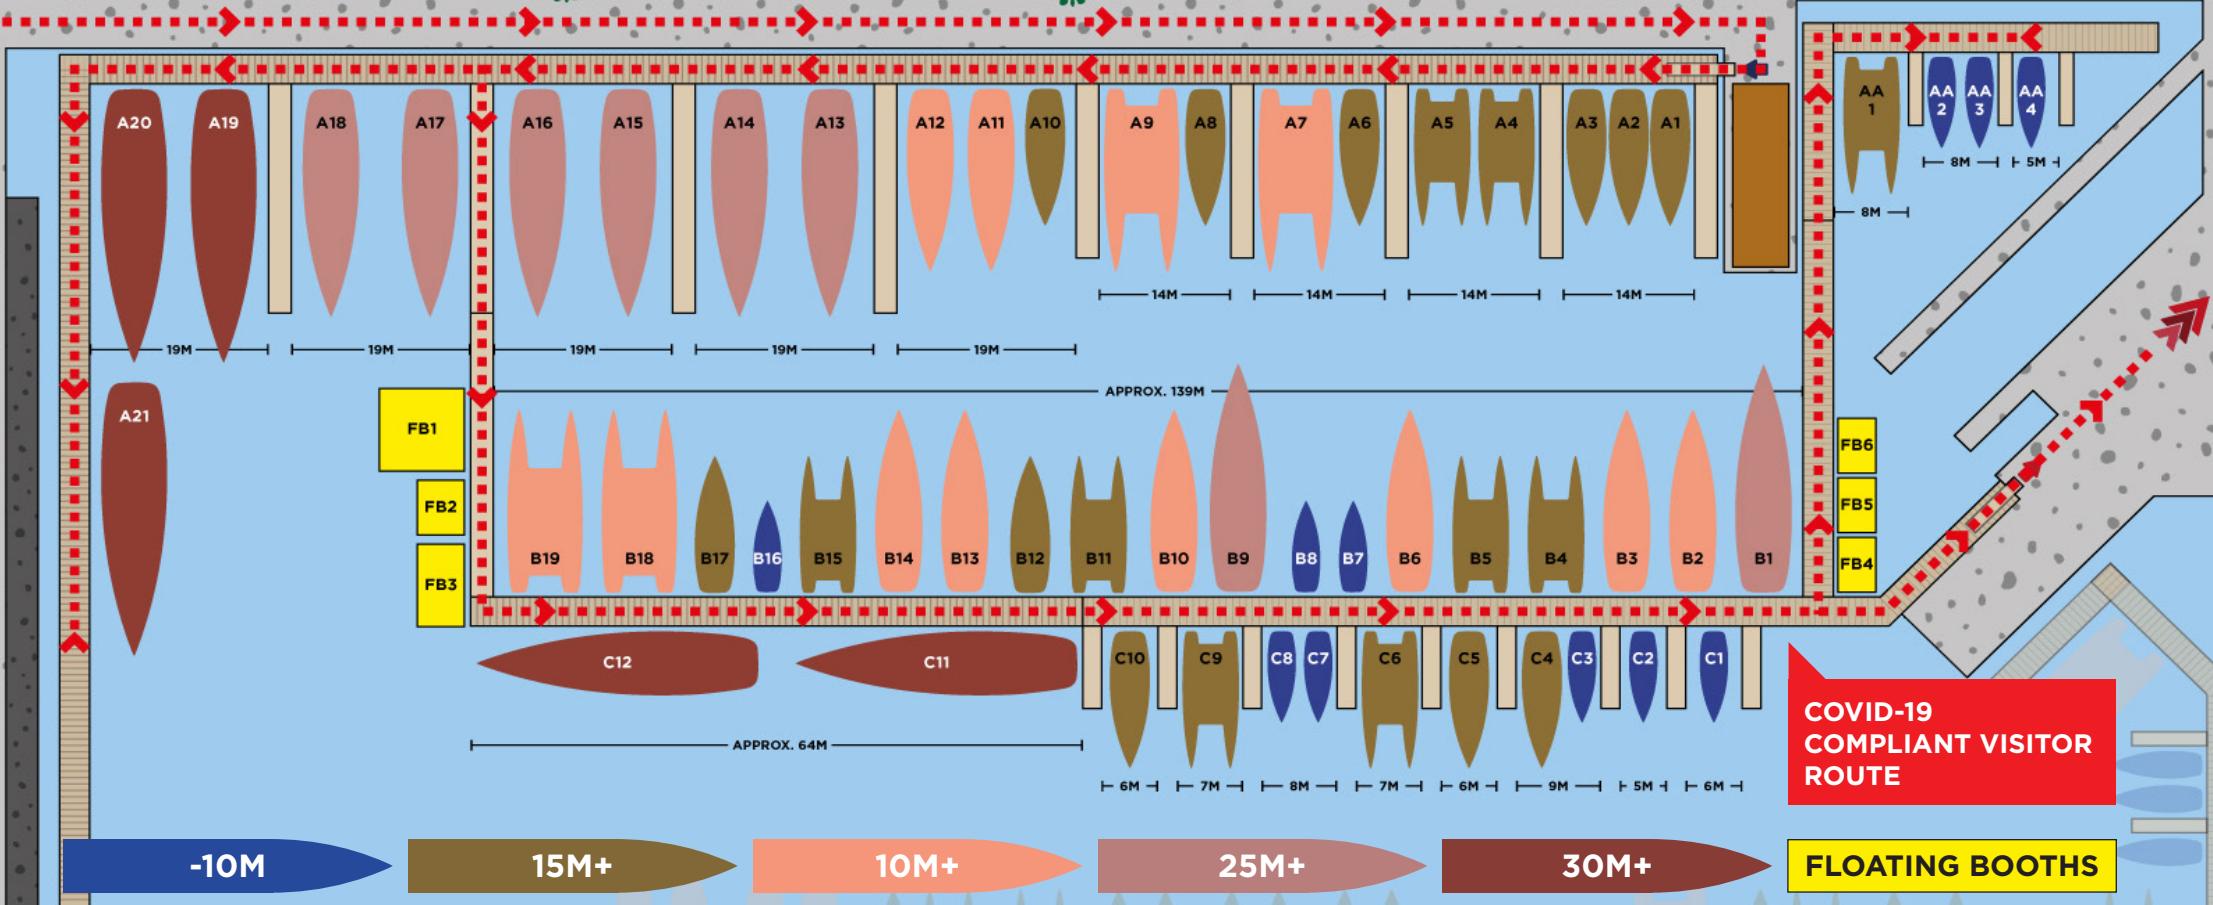 A20
A19
A18
A17
A16
A15
A14
A13
A12
A11
A10
A9
A8
A7
A6
A5
A4
A3
A2
A1
AA
1
AA
2
AA
3
AA
4
8M
5M
8M
14M
14M
14M
14M
19M
19M
19M
19M
19M
APPROX. 139M
A21
FB1
FB2
FB3
FB6
FB5
FB4
B19
B18
B17
B16
B15
B14
B13
B12
B11
B10
B9
B8
B7
B6
B5
B4
B3
B2
B1
C12
C11
C10
C9
C8
C7
C6
C5
C4
C3
C2
C1
APPROX. 64M
6M
7M
8M
7M
6M
9M
5M
6M
COVID-19
COMPLIANT VISITOR
ROUTE
-10M
15M+
10M+
25M+
30M+
FLOATING BOOTHS